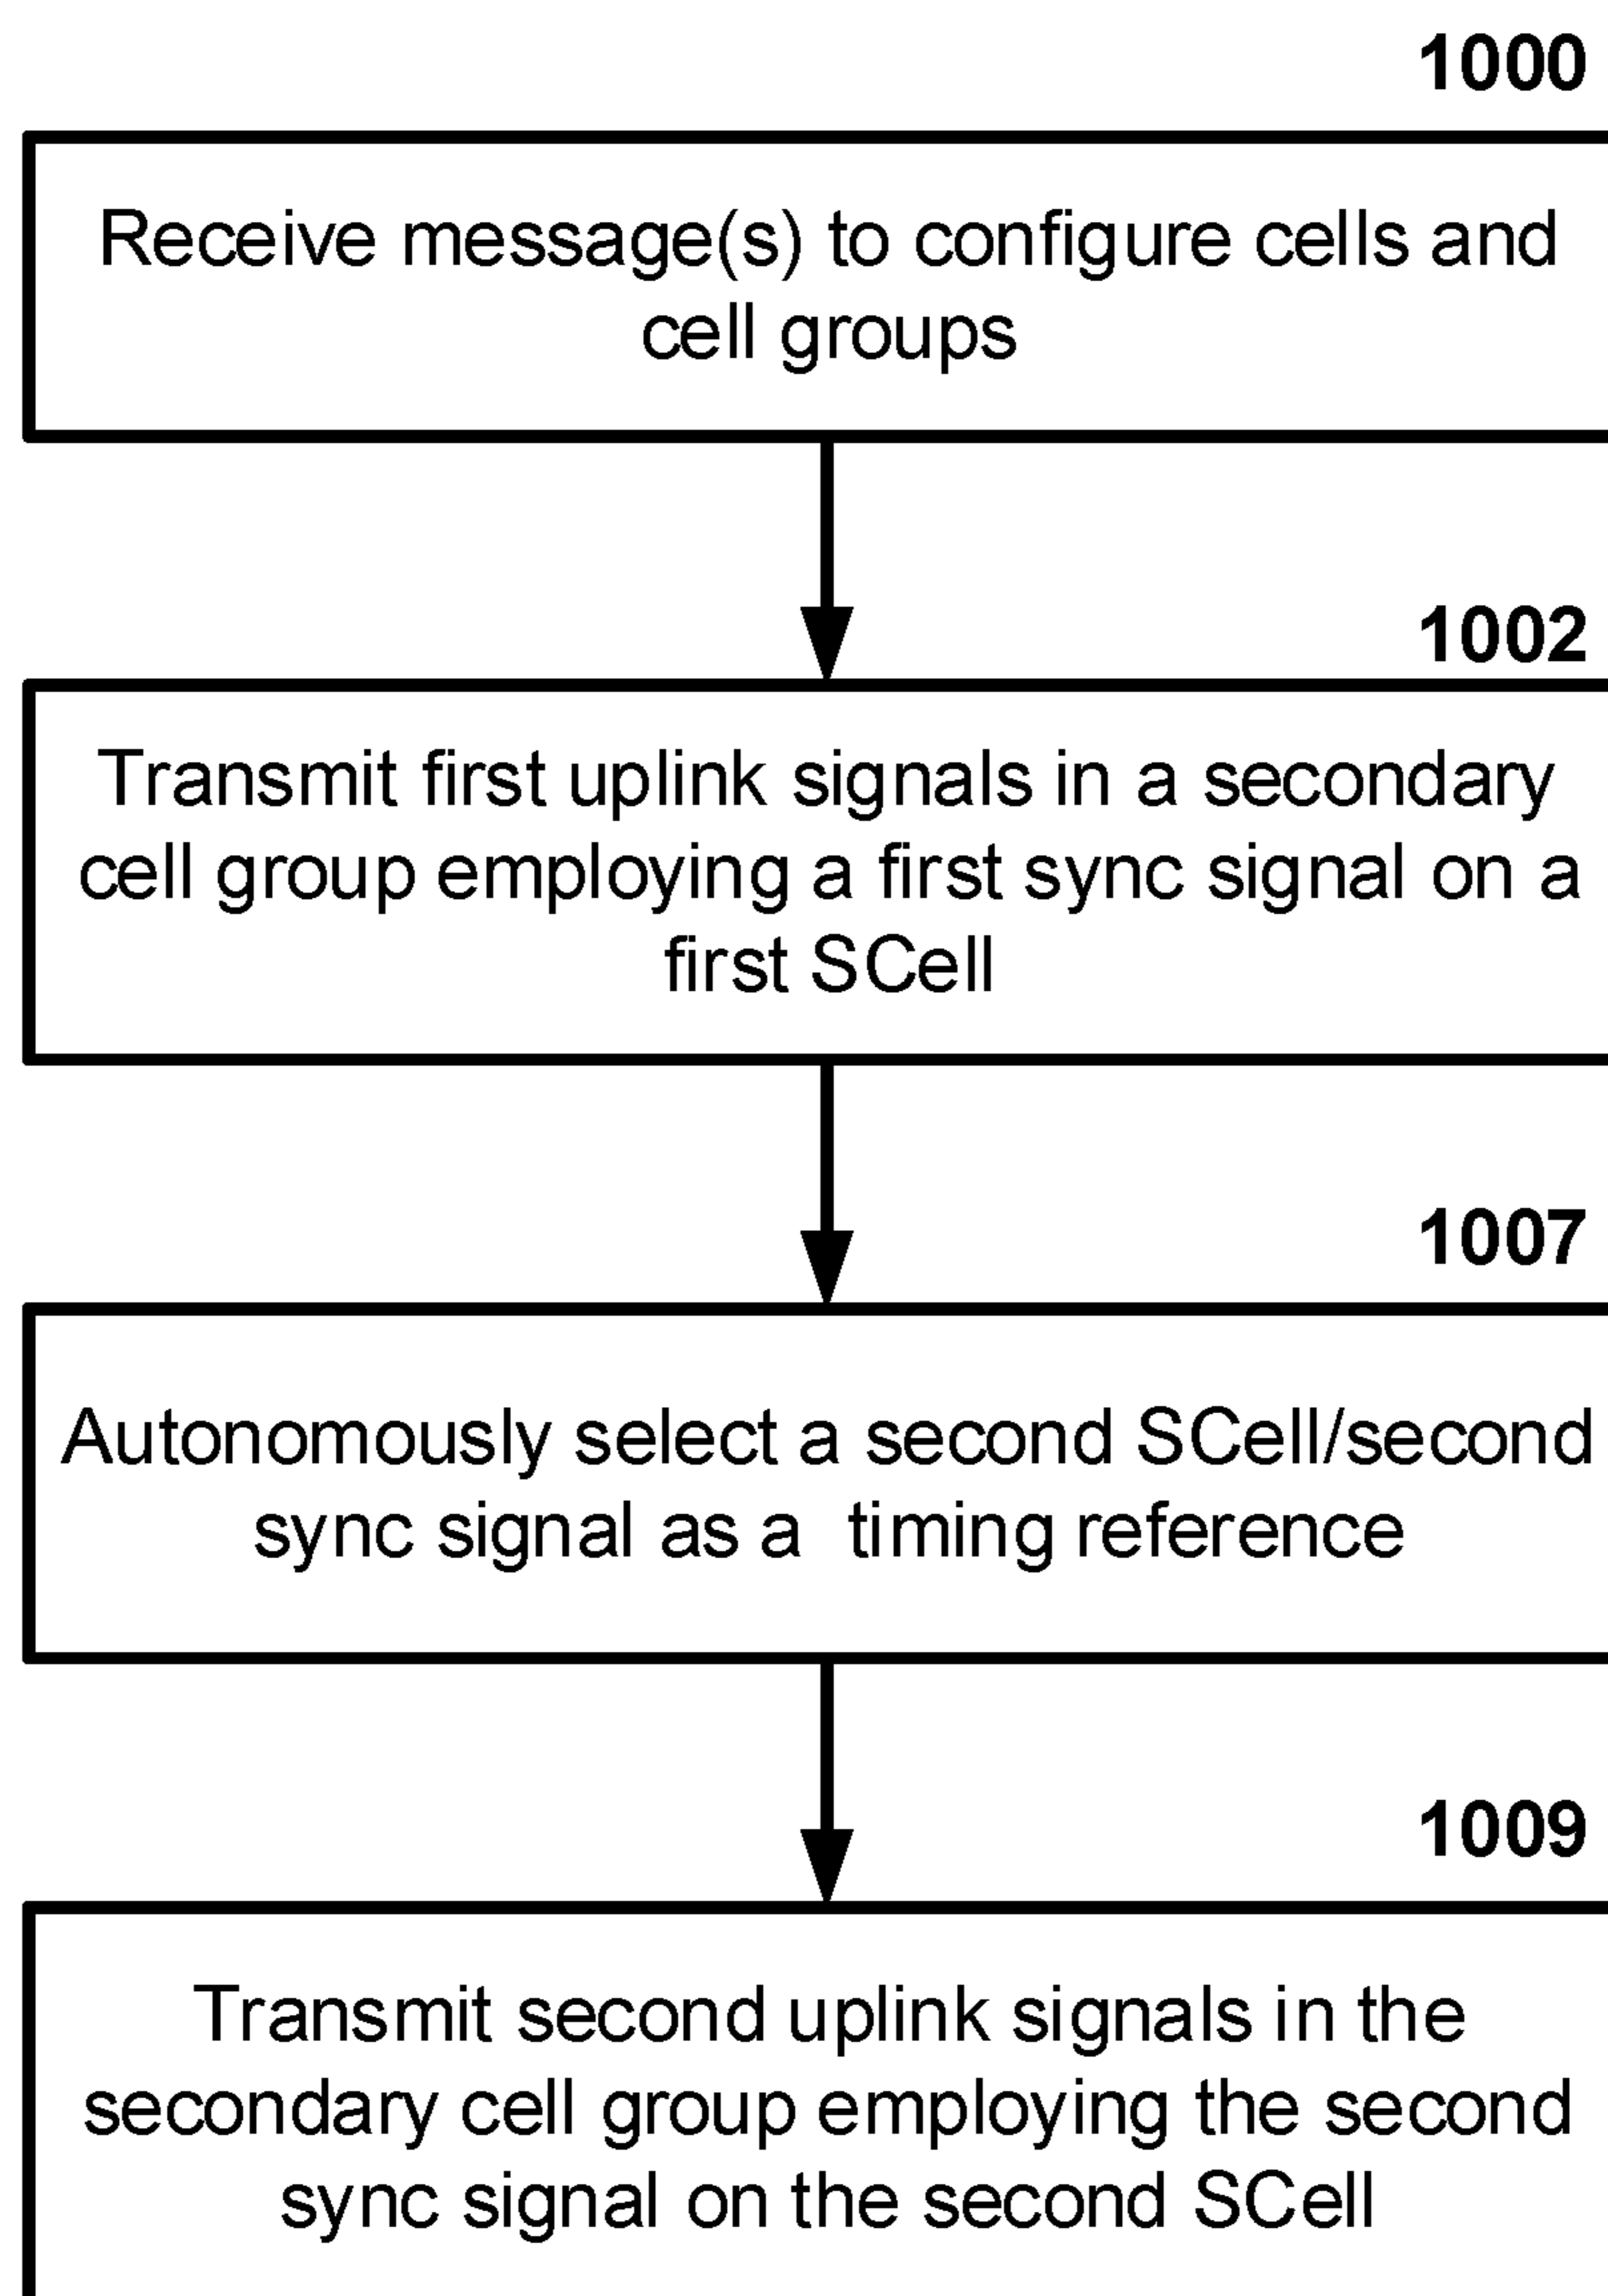 1000
Receive message(s) to configure cells and
cell groups
1002
Transmit first uplink signals in a secondary
cell group employing a first sync signal on a
first SCell
1007
Autonomously select a second SCell/second
sync signal as a  timing reference
1009
Transmit second uplink signals in the
secondary cell group employing the second
sync signal on the second SCell